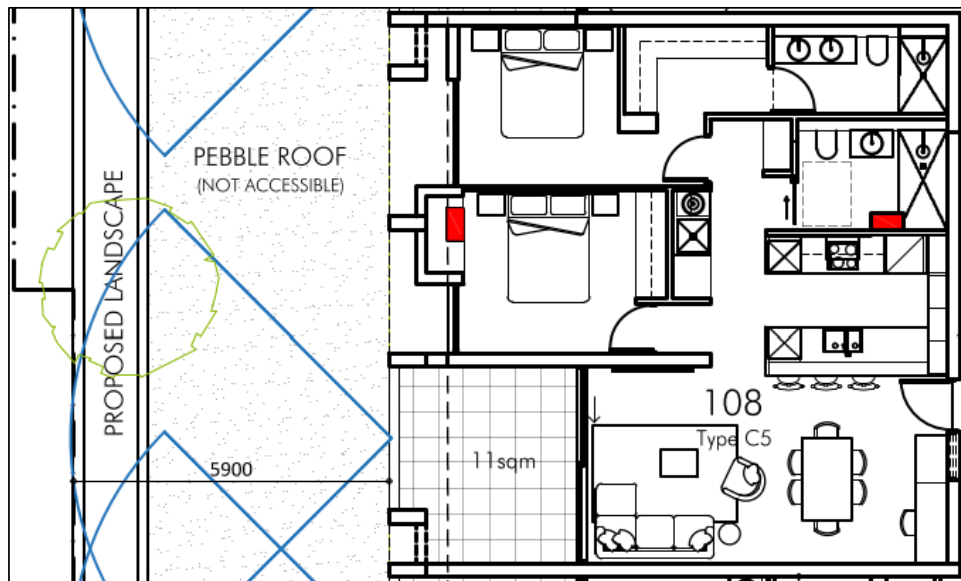 PEBBLE ROOF
(NOT ACCESSIBLE)
PROPOSED LANDSCAPE
108
Type C5
11sqm
5900